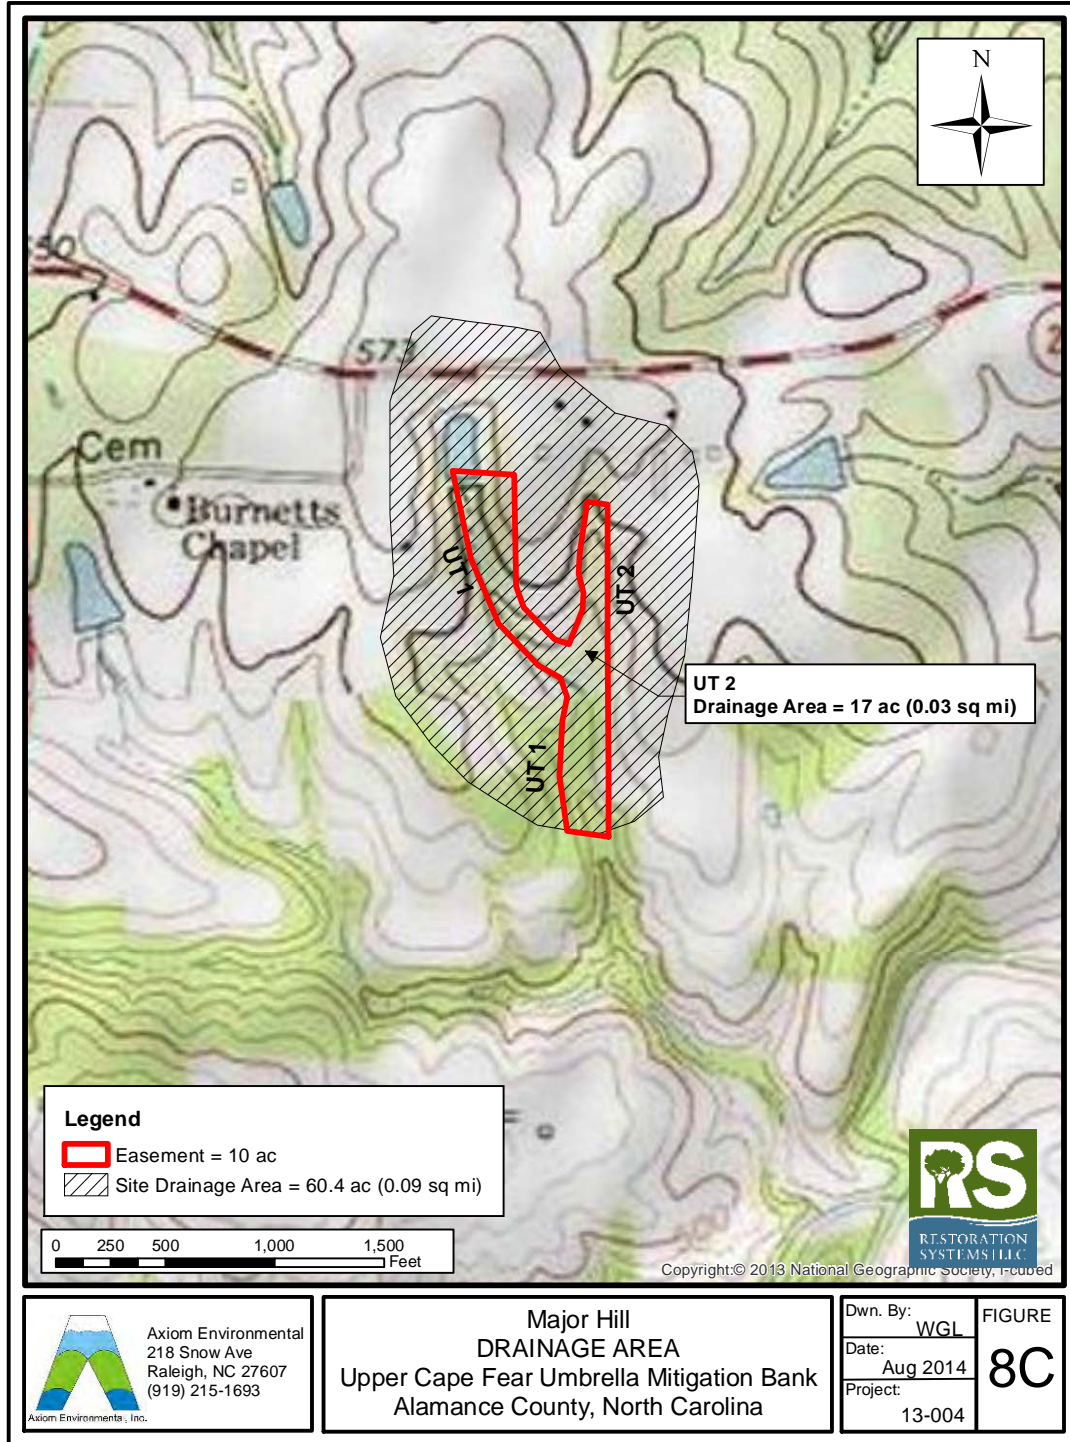 N
550
573
2
Cem
Burnetts
Chapel
UT 1
UT 2
UT 2
Drainage Area = 17 ac (0.03 sq mi)
UT 1
Legend
Easement = 10 ac
Site Drainage Area = 60.4 ac (0.09 sq mi)
0 250 500 1,000 1,500
Feet
RS
RESTORATION
SYSTEMS | LLC
Copyright:© 2013 National Geographic Society, i-cubed
Axiom Environmental, Inc.
Axiom Environmental
218 Snow Ave
Raleigh, NC 27607
(919) 215-1693
Major Hill
DRAINAGE AREA
Upper Cape Fear Umbrella Mitigation Bank
Alamance County, North Carolina
Dwn. By:
WGL
Date:
Aug 2014
Project:
13-004
FIGURE
8C